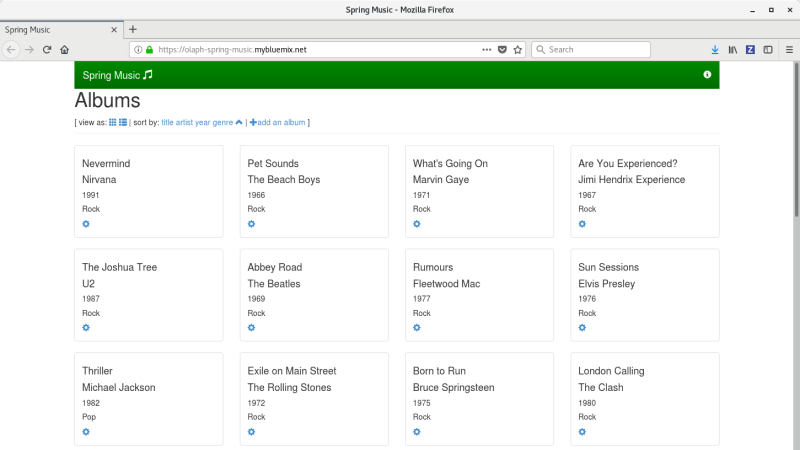 Spring Music - Mozilla Firefox
Spring Music
https://olaph-spring-music.mybluemix.net
Search
Spring Music
Albums
[ view as: | sort by: title artist year genre | add an album ]
Nevermind
Nirvana
1991
Rock
Pet Sounds
The Beach Boys
1966
Rock
What's Going On
Marvin Gaye
1971
Rock
Are You Experienced?
Jimi Hendrix Experience
1967
Rock
The Joshua Tree
U2
1987
Rock
Abbey Road
The Beatles
1969
Rock
Rumours
Fleetwood Mac
1977
Rock
Sun Sessions
Elvis Presley
1976
Rock
Thriller
Michael Jackson
1982
Pop
Exile on Main Street
The Rolling Stones
1972
Rock
Born to Run
Bruce Springsteen
1975
Rock
London Calling
The Clash
1980
Rock